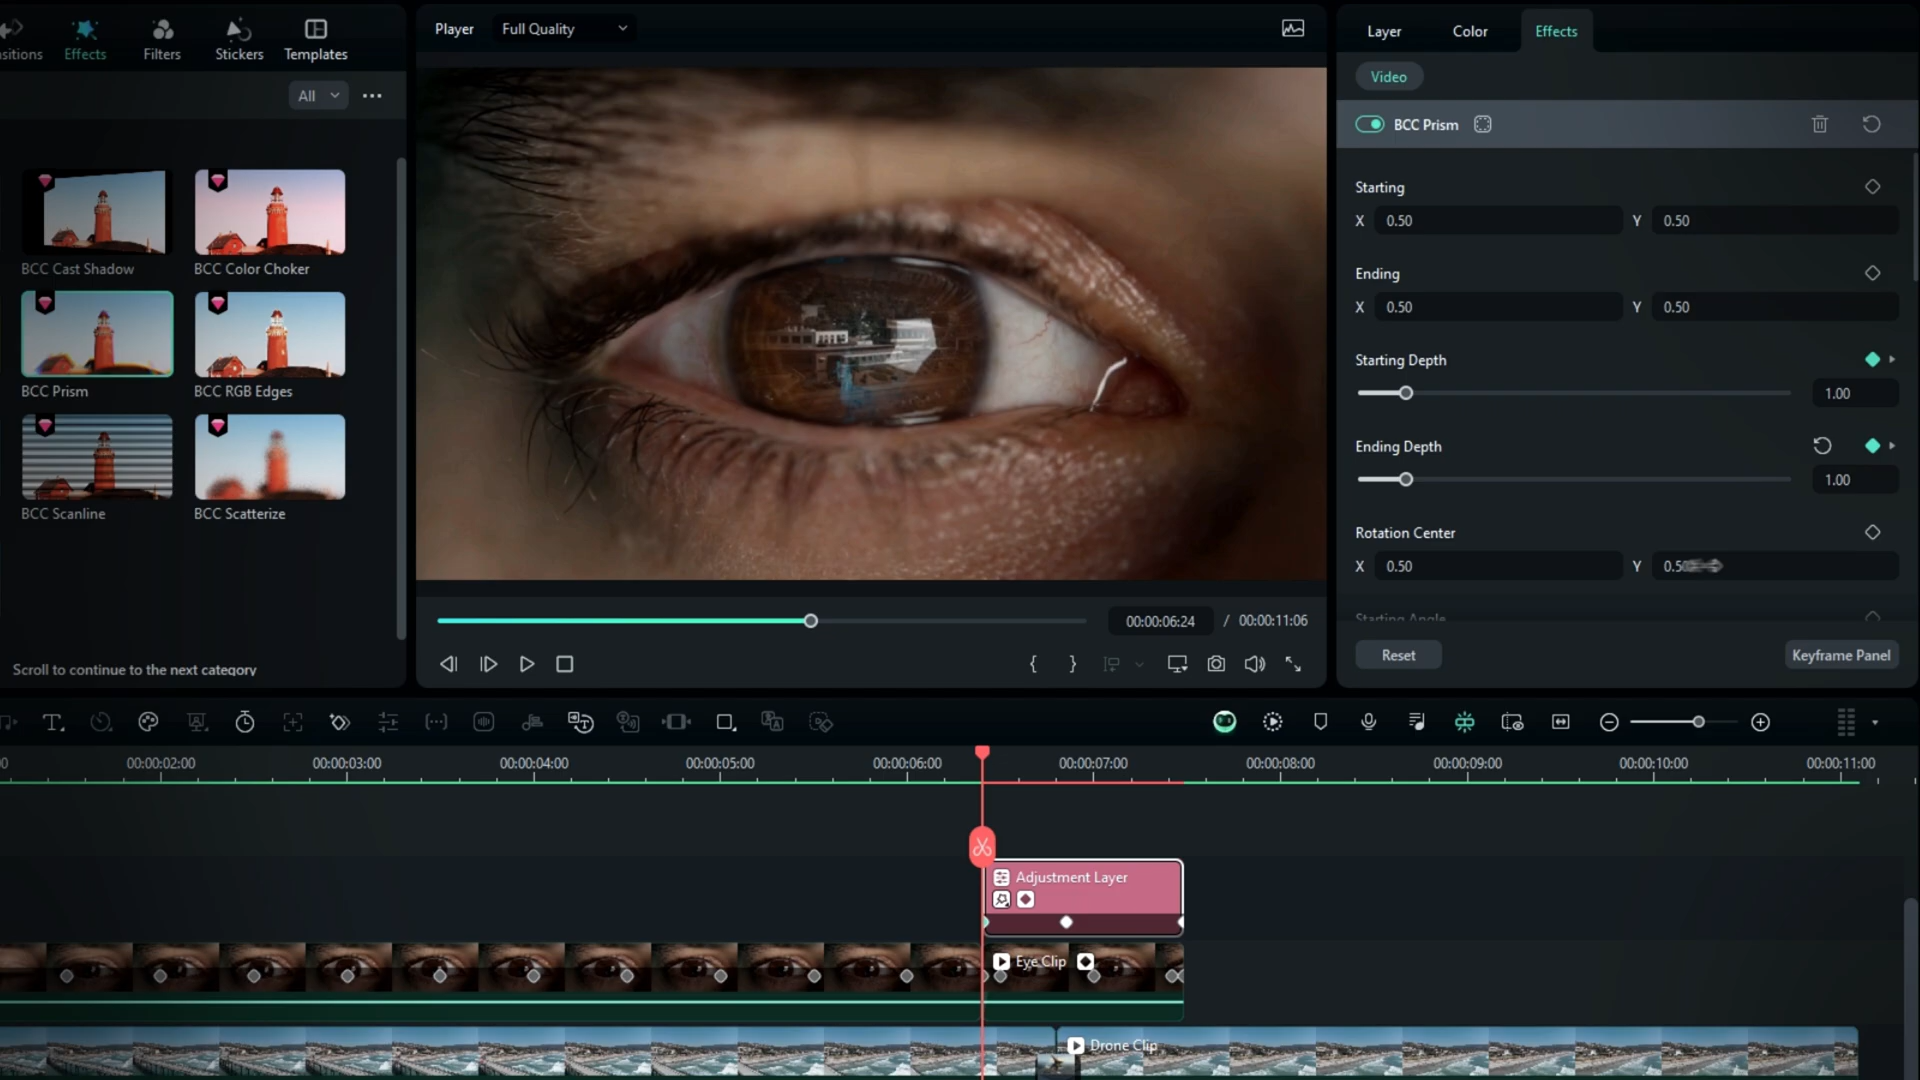 sitions Effects Filters Stickers Templates
All
BCC Cast Shadow BCC Color Choker
BCC Prism BCC RGB Edges
BCC Scanline BCC Scatterize
Scroll to continue to the next category
Player Full Quality
00:00:06:24 / 00:00:11:06
Layer Color Effects
Video
BCC Prism
Starting
X 0.50 Y 0.50
Ending
X 0.50 Y 0.50
Starting Depth
1.00
Ending Depth
1.00
Rotation Center
X 0.50 Y 0.50
Starting Angle
Reset Keyframe Panel
0 00:00:02:00 00:00:03:00 00:00:04:00 00:00:05:00 00:00:06:00 00:00:07:00 00:00:08:00 00:00:09:00 00:00:10:00 00:00:11:00
Adjustment Layer
Eye Clip
Drone Clip